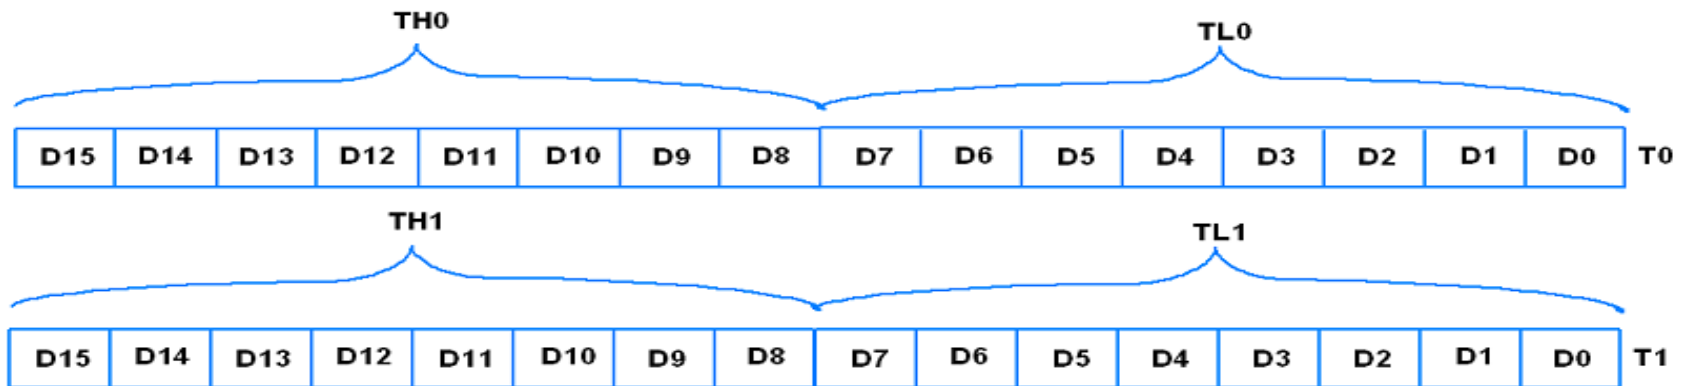 TH0 TL0
D15 D14 D13 D12 D11 D10 D9 D8 D7 D6 D5 D4 D3 D2 D1 D0 T0
TH1 TL1
D15 D14 D13 D12 D11 D10 D9 D8 D7 D6 D5 D4 D3 D2 D1 D0 T1